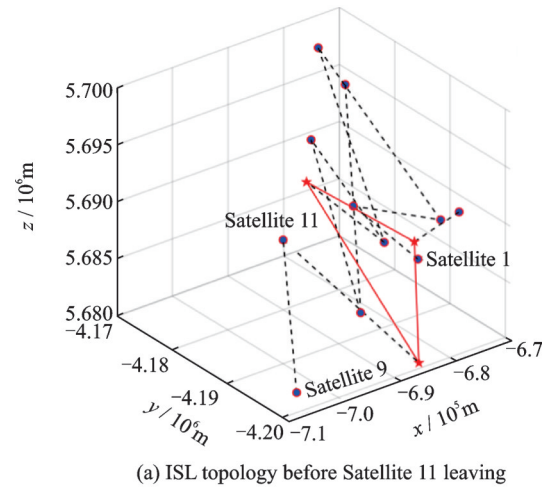 5.700
5.695
5.690
5.685
5.680
z / 10⁶m
−4.17
−4.18
−4.19
−4.20
y / 10⁶m
−7.1
−7.0
−6.9
−6.8
−6.7
x / 10⁵m
Satellite 11
Satellite 1
Satellite 9
(a) ISL topology before Satellite 11 leaving